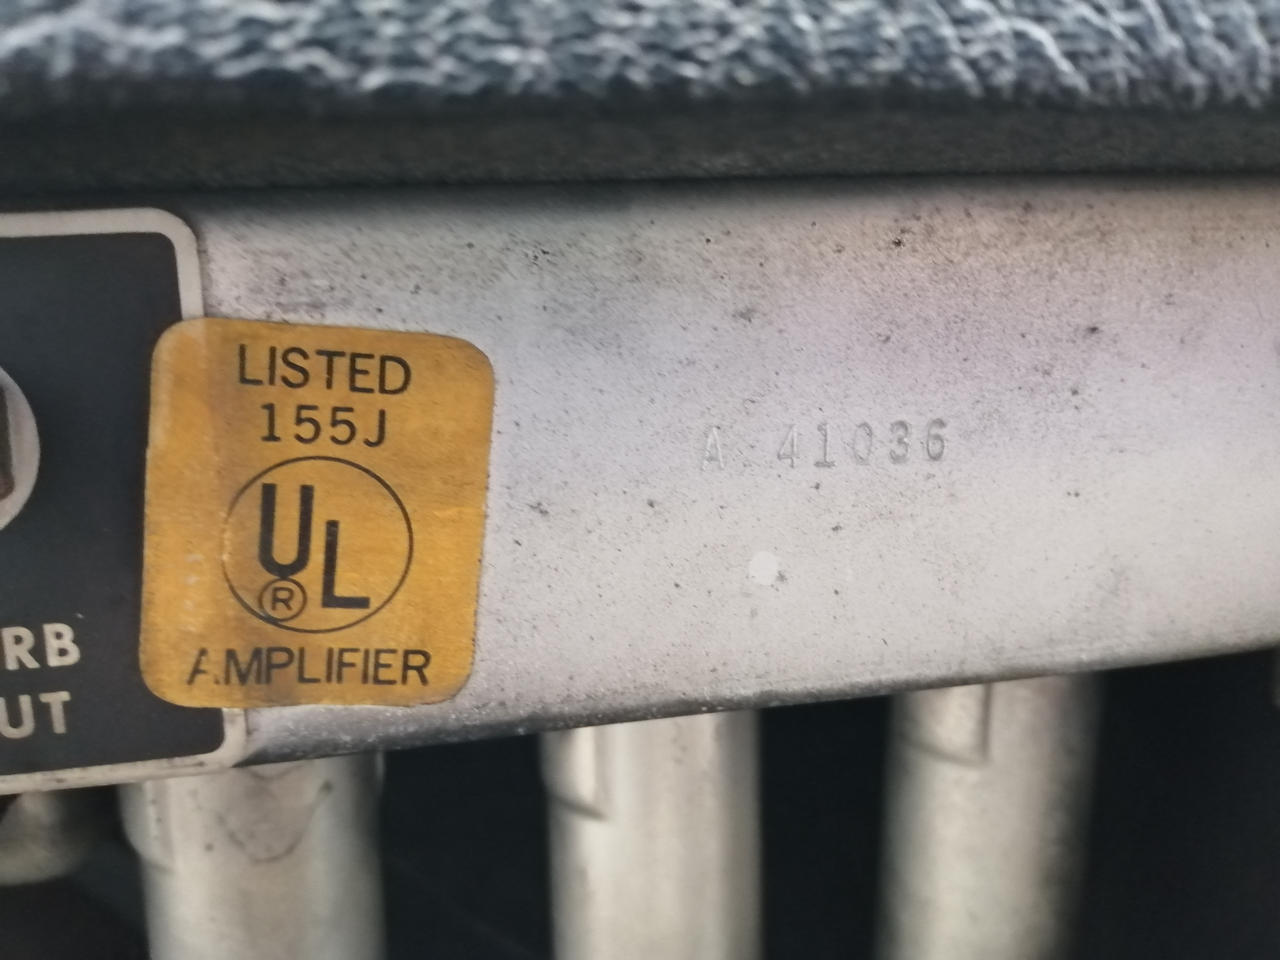 LISTED
155J
UL
®
AMPLIFIER
A 41036
RB
UT